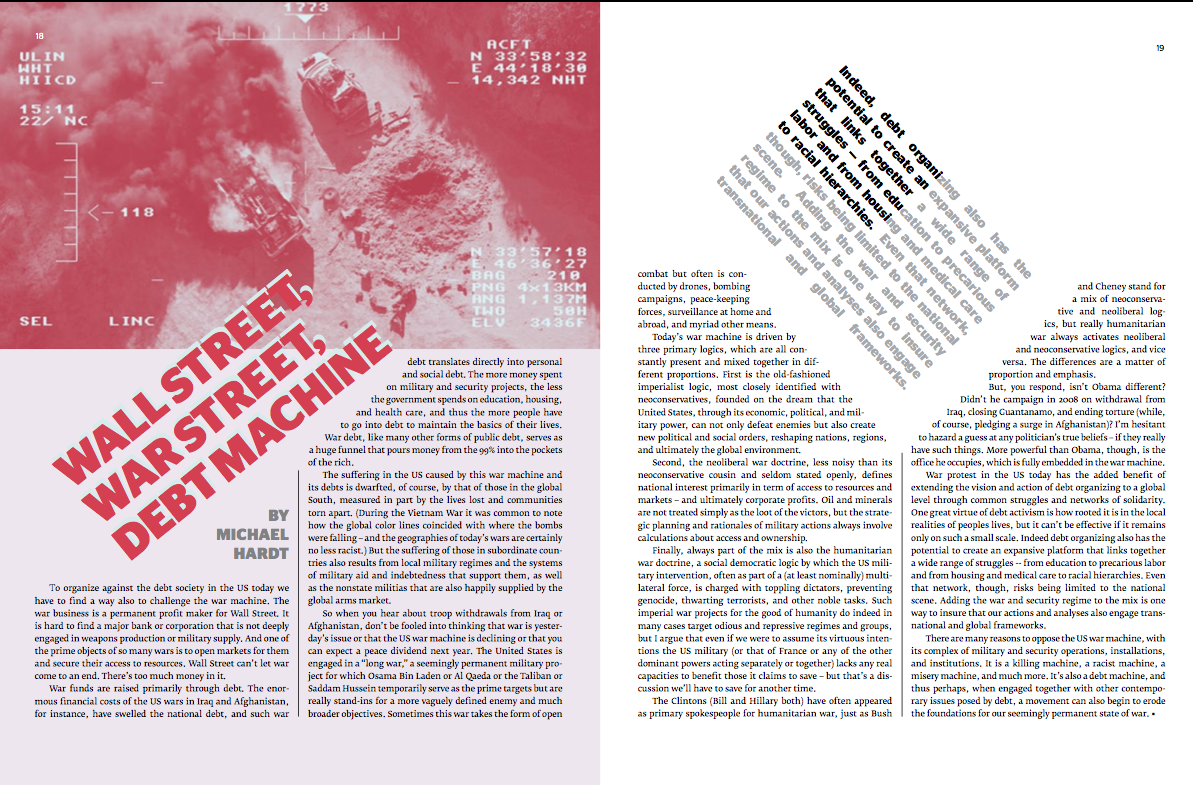 18
1773
ULIN
WHT
HIICD
15:11
22/ NC
ACFT
N 33°58'32
E 44°18'30
14,342 NHT
118
N 33°57'18
E 46°36'27
BAG 210
PNG 4x13KM
ANG 1,137M
TWO 50H
ELV 3436F
SEL LINC
WALL STREET,
WAR STREET,
DEBT MACHINE
BY
MICHAEL
HARDT
To organize against the debt society in the US today we
have to find a way also to challenge the war machine. The
war business is a permanent profit maker for Wall Street. It
is hard to find a major bank or corporation that is not deeply
engaged in weapons production or military supply. And one of
the prime objects of so many wars is to open markets for them
and secure their access to resources. Wall Street can't let war
come to an end. There's too much money in it.
War funds are raised primarily through debt. The enor-
mous financial costs of the US wars in Iraq and Afghanistan,
for instance, have swelled the national debt, and such war
debt translates directly into personal
and social debt. The more money spent
on military and security projects, the less
the government spends on education, housing,
and health care, and thus the more people have
to go into debt to maintain the basics of their lives.
War debt, like many other forms of public debt, serves as
a huge funnel that pours money from the 99% into the pockets
of the rich.
The suffering in the US caused by this war machine and
its debts is dwarfted, of course, by that of those in the global
South, measured in part by the lives lost and communities
torn apart. (During the Vietnam War it was common to note
how the global color lines coincided with where the bombs
were falling – and the geographies of today's wars are certainly
no less racist.) But the suffering of those in subordinate coun-
tries also results from local military regimes and the systems
of military aid and indebtedness that support them, as well
as the nonstate militias that are also happily supplied by the
global arms market.
So when you hear about troop withdrawals from Iraq or
Afghanistan, don't be fooled into thinking that war is yester-
day's issue or that the US war machine is declining or that you
can expect a peace dividend next year. The United States is
engaged in a "long war," a seemingly permanent military pro-
ject for which Osama Bin Laden or Al Qaeda or the Taliban or
Saddam Hussein temporarily serve as the prime targets but are
really stand-ins for a more vaguely defined enemy and much
broader objectives. Sometimes this war takes the form of open
19
Indeed, debt organizing also has the
potential to create an expansive platform
that links together a wide range of
struggles – from education to precarious
labor and from housing and medical care
to racial hierarchies. Even that network,
though, risks being limited to the national
scene. Adding the war and security
regime to the mix is one way to insure
that our actions and analyses also engage
transnational and global frameworks.
combat but often is con-
ducted by drones, bombing
campaigns, peace-keeping
forces, surveillance at home and
abroad, and myriad other means.
Today's war machine is driven by
three primary logics, which are all con-
stantly present and mixed together in dif-
ferent proportions. First is the old-fashioned
imperialist logic, most closely identified with
neoconservatives, founded on the dream that the
United States, through its economic, political, and mil-
itary power, can not only defeat enemies but also create
new political and social orders, reshaping nations, regions,
and ultimately the global environment.
Second, the neoliberal war doctrine, less noisy than its
neoconservative cousin and seldom stated openly, defines
national interest primarily in term of access to resources and
markets – and ultimately corporate profits. Oil and minerals
are not treated simply as the loot of the victors, but the strate-
gic planning and rationales of military actions always involve
calculations about access and ownership.
Finally, always part of the mix is also the humanitarian
war doctrine, a social democratic logic by which the US mili-
tary intervention, often as part of a (at least nominally) multi-
lateral force, is charged with toppling dictators, preventing
genocide, thwarting terrorists, and other noble tasks. Such
imperial war projects for the good of humanity do indeed in
many cases target odious and repressive regimes and groups,
but I argue that even if we were to assume its virtuous inten-
tions the US military (or that of France or any of the other
dominant powers acting separately or together) lacks any real
capacities to benefit those it claims to save – but that's a dis-
cussion we'll have to save for another time.
The Clintons (Bill and Hillary both) have often appeared
as primary spokespeople for humanitarian war, just as Bush
and Cheney stand for
a mix of neoconserva-
tive and neoliberal log-
ics, but really humanitarian
war always activates neoliberal
and neoconservative logics, and vice
versa. The differences are a matter of
proportion and emphasis.
But, you respond, isn't Obama different?
Didn't he campaign in 2008 on withdrawal from
Iraq, closing Guantanamo, and ending torture (while,
of course, pledging a surge in Afghanistan)? I'm hesitant
to hazard a guess at any politician's true beliefs – if they really
have such things. More powerful than Obama, though, is the
office he occupies, which is fully embedded in the war machine.
War protest in the US today has the added benefit of
extending the vision and action of debt organizing to a global
level through common struggles and networks of solidarity.
One great virtue of debt activism is how rooted it is in the local
realities of peoples lives, but it can't be effective if it remains
only on such a small scale. Indeed debt organizing also has the
potential to create an expansive platform that links together
a wide range of struggles -- from education to precarious labor
and from housing and medical care to racial hierarchies. Even
that network, though, risks being limited to the national
scene. Adding the war and security regime to the mix is one
way to insure that our actions and analyses also engage trans-
national and global frameworks.
There are many reasons to oppose the US war machine, with
its complex of military and security operations, installations,
and institutions. It is a killing machine, a racist machine, a
misery machine, and much more. It's also a debt machine, and
thus perhaps, when engaged together with other contempo-
rary issues posed by debt, a movement can also begin to erode
the foundations for our seemingly permanent state of war. •